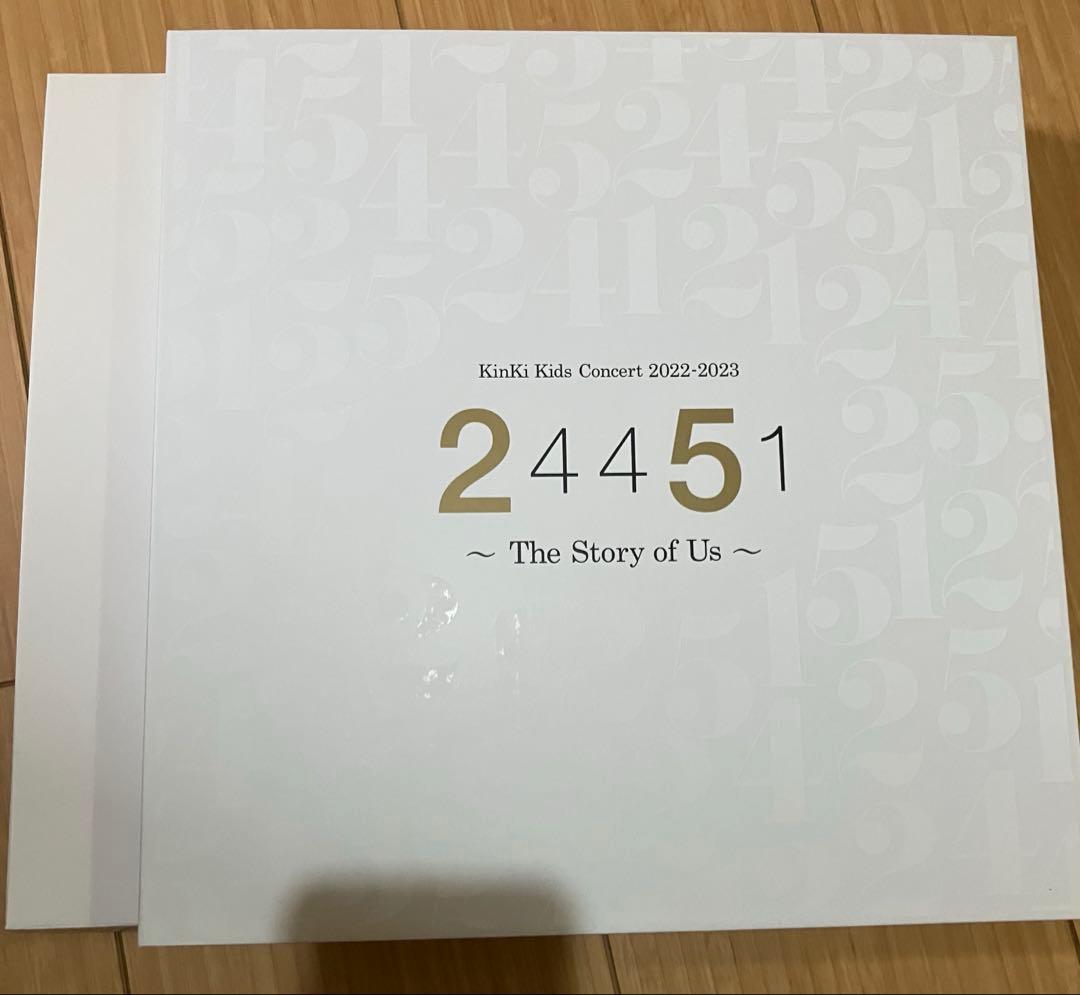 KinKi Kids Concert 2022-2023
24451
～ The Story of Us ～